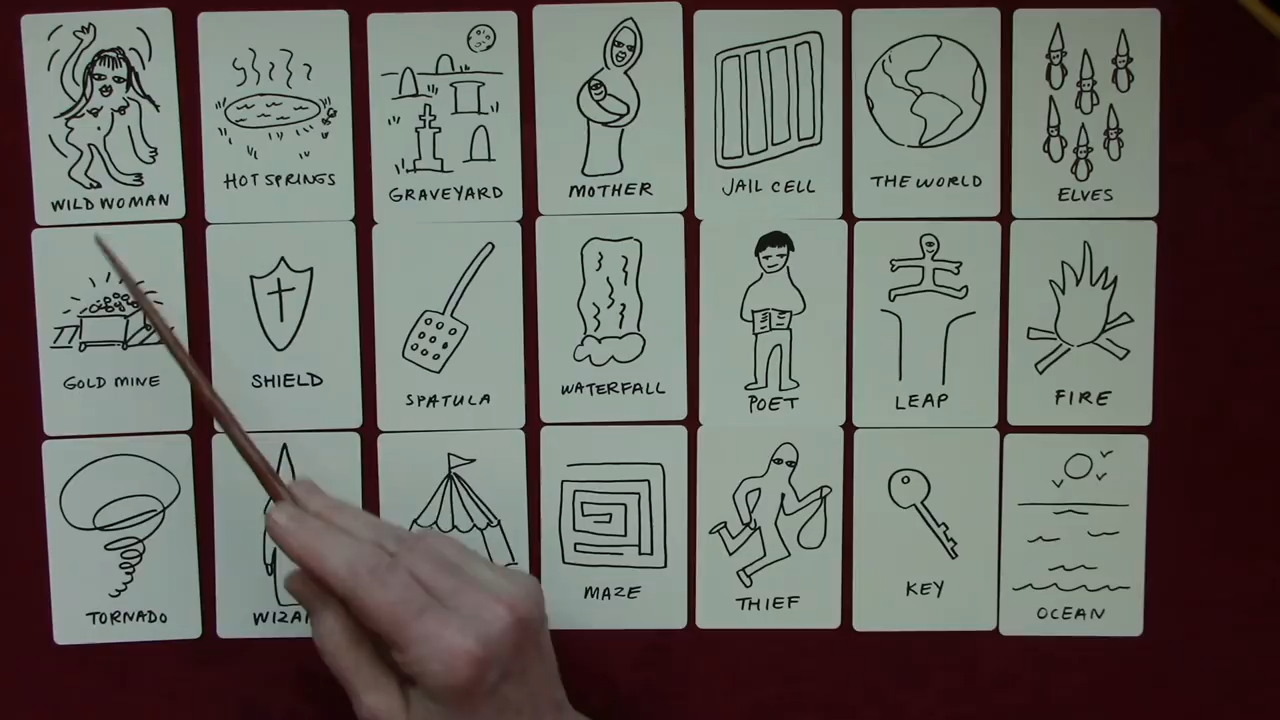 WILD WOMAN
HOT SPRINGS
GRAVEYARD
MOTHER
JAIL CELL
THE WORLD
ELVES
GOLD MINE
SHIELD
SPATULA
WATERFALL
POET
LEAP
FIRE
TORNADO
MAZE
THIEF
KEY
OCEAN